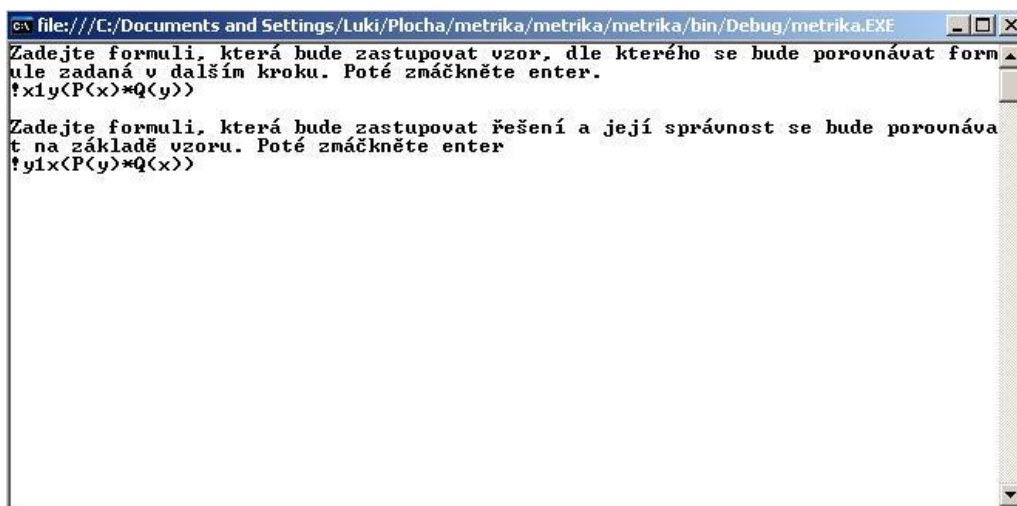 file:///C:/Documents and Settings/Luki/Plocha/metrika/metrika/metrika/bin/Debug/metrika.EXE
Zadejte formuli, která bude zastupovat vzor, dle kterého se bude porovnávat form
ule zadaná v dalším kroku. Poté zmáčkněte enter.
!x1y(P(x)*Q(y))
Zadejte formuli, která bude zastupovat řešení a její správnost se bude porovnáva
t na základě vzoru. Poté zmáčkněte enter
!y1x(P(y)*Q(x))